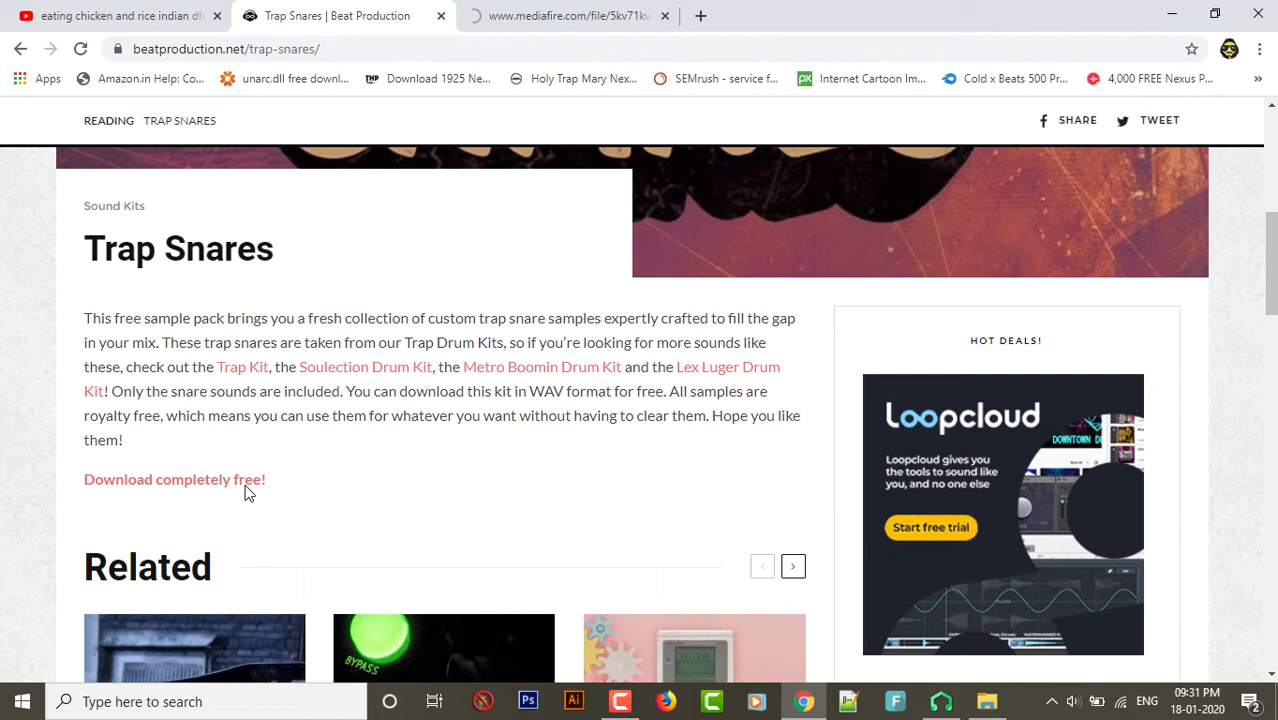 eating chicken and rice indian dh
Trap Snares | Beat Production
www.mediafire.com/file/5kv71kv
beatproduction.net/trap-snares/
Apps
Amazon.in Help: Co...
unarc.dll free downl...
Download 1925 Ne...
Holy Trap Mary Nex...
SEMrush - service f...
Internet Cartoon Im...
Cold x Beats 500 Pr...
4,000 FREE Nexus P...
READING TRAP SNARES
SHARE
TWEET
Sound Kits
Trap Snares
This free sample pack brings you a fresh collection of custom trap snare samples expertly crafted to fill the gap
in your mix. These trap snares are taken from our Trap Drum Kits, so if you’re looking for more sounds like
these, check out the Trap Kit, the Soulection Drum Kit, the Metro Boomin Drum Kit and the Lex Luger Drum
Kit! Only the snare sounds are included. You can download this kit in WAV format for free. All samples are
royalty free, which means you can use them for whatever you want without having to clear them. Hope you like
them!
Download completely free!
HOT DEALS!
Loopcloud
Loopcloud gives you
the tools to sound like
you, and no one else
Start free trial
DOWNTOWN
Related
BYPASS
Type here to search
Ps
Ai
ENG
09:31 PM
18-01-2020
2